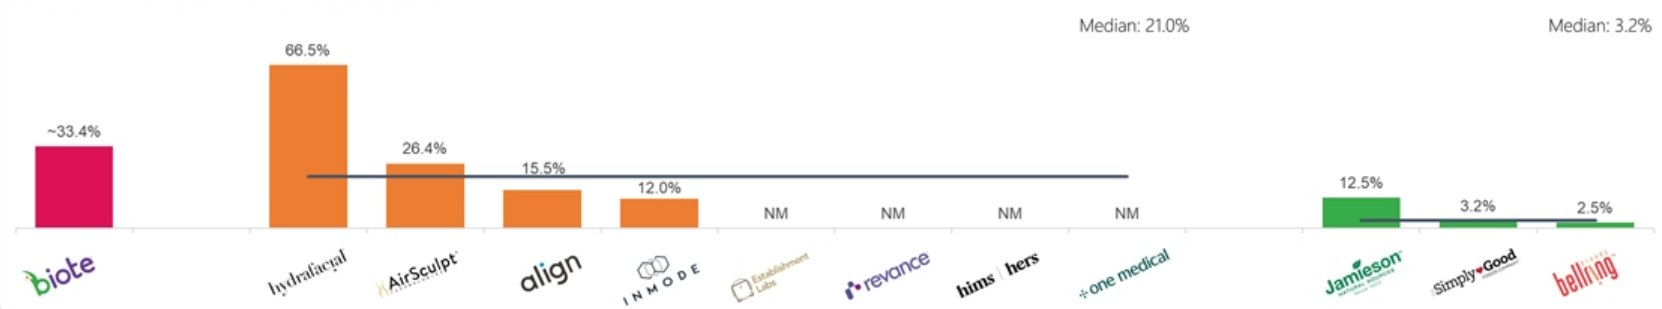 Median: 21.0%
Median: 3.2%
~33.4%
66.5%
26.4%
15.5%
12.0%
NM
NM
NM
NM
12.5%
3.2%
2.5%
biote
hydrafacial
AirSculpt
align
INMODE
Establishment
Labs
revance
hims | hers
one medical
Jamieson
NATURAL SOURCES
Simply Good
bellring